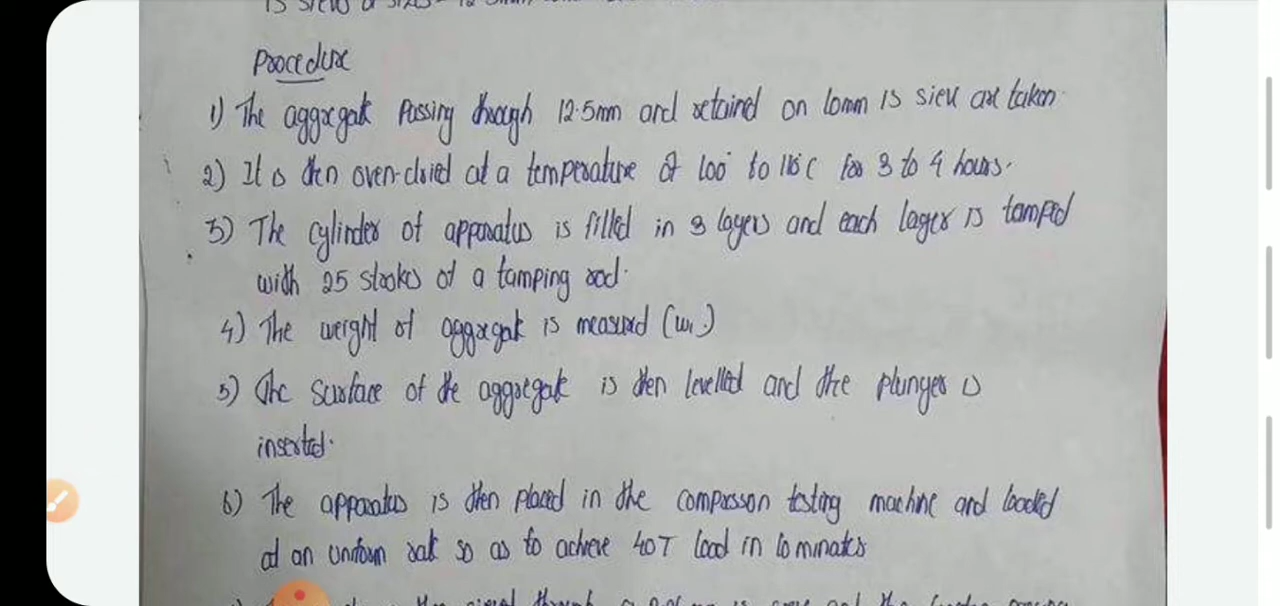 Procedure
1) The aggregate Passing through 12.5mm and retained on 10mm IS sieve are taken.
2) It is then oven-dried at a temperature of 100° to 110°C for 3 to 4 hours.
3) The cylinder of apparatus is filled in 3 layers and each layer is tamped
with 25 strokes of a tamping rod.
4) The weight of aggregate is measured (W1.)
5) The surface of the aggregate is then levelled and the plunger is
inserted.
6) The apparatus is then placed in the compression testing machine and loaded
at an uniform rate so as to achieve 40T load in 10 minutes